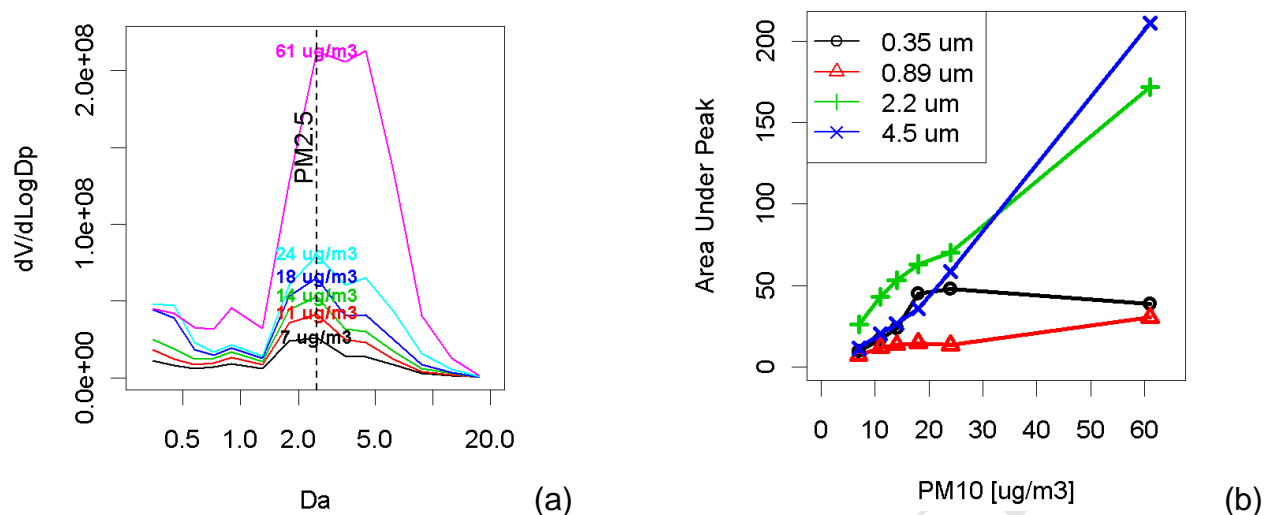 dV/dLogDp
0.0e+00 1.0e+08 2.0e+08
61 ug/m3
PM2.5
24 ug/m3
18 ug/m3
14 ug/m3
11 ug/m3
7 ug/m3
0.5 1.0 2.0 5.0 20.0
Da
(a)
Area Under Peak
0 50 100 150 200
0.35 um
0.89 um
2.2 um
4.5 um
0 10 20 30 40 50 60
PM10 [ug/m3]
(b)